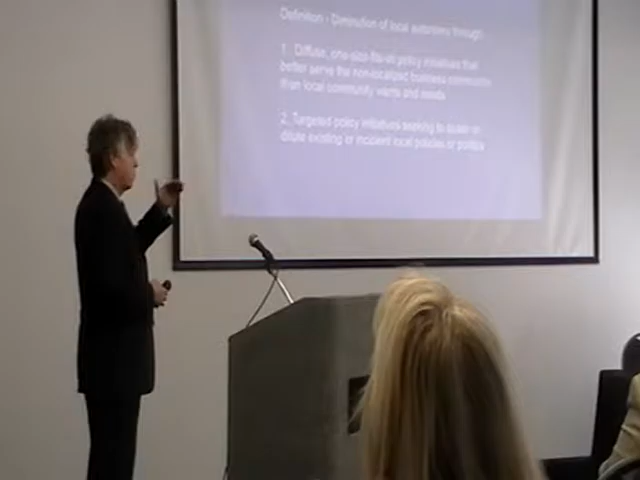 Definition - Diminution of local autonomy through:
1. Diffuse, one-size-fits-all policy initiatives that
better serve the non-localized business community
than local community wants and needs
2. Targeted policy initiatives seeking to quash or
dilute existing or incipient local policies or politics